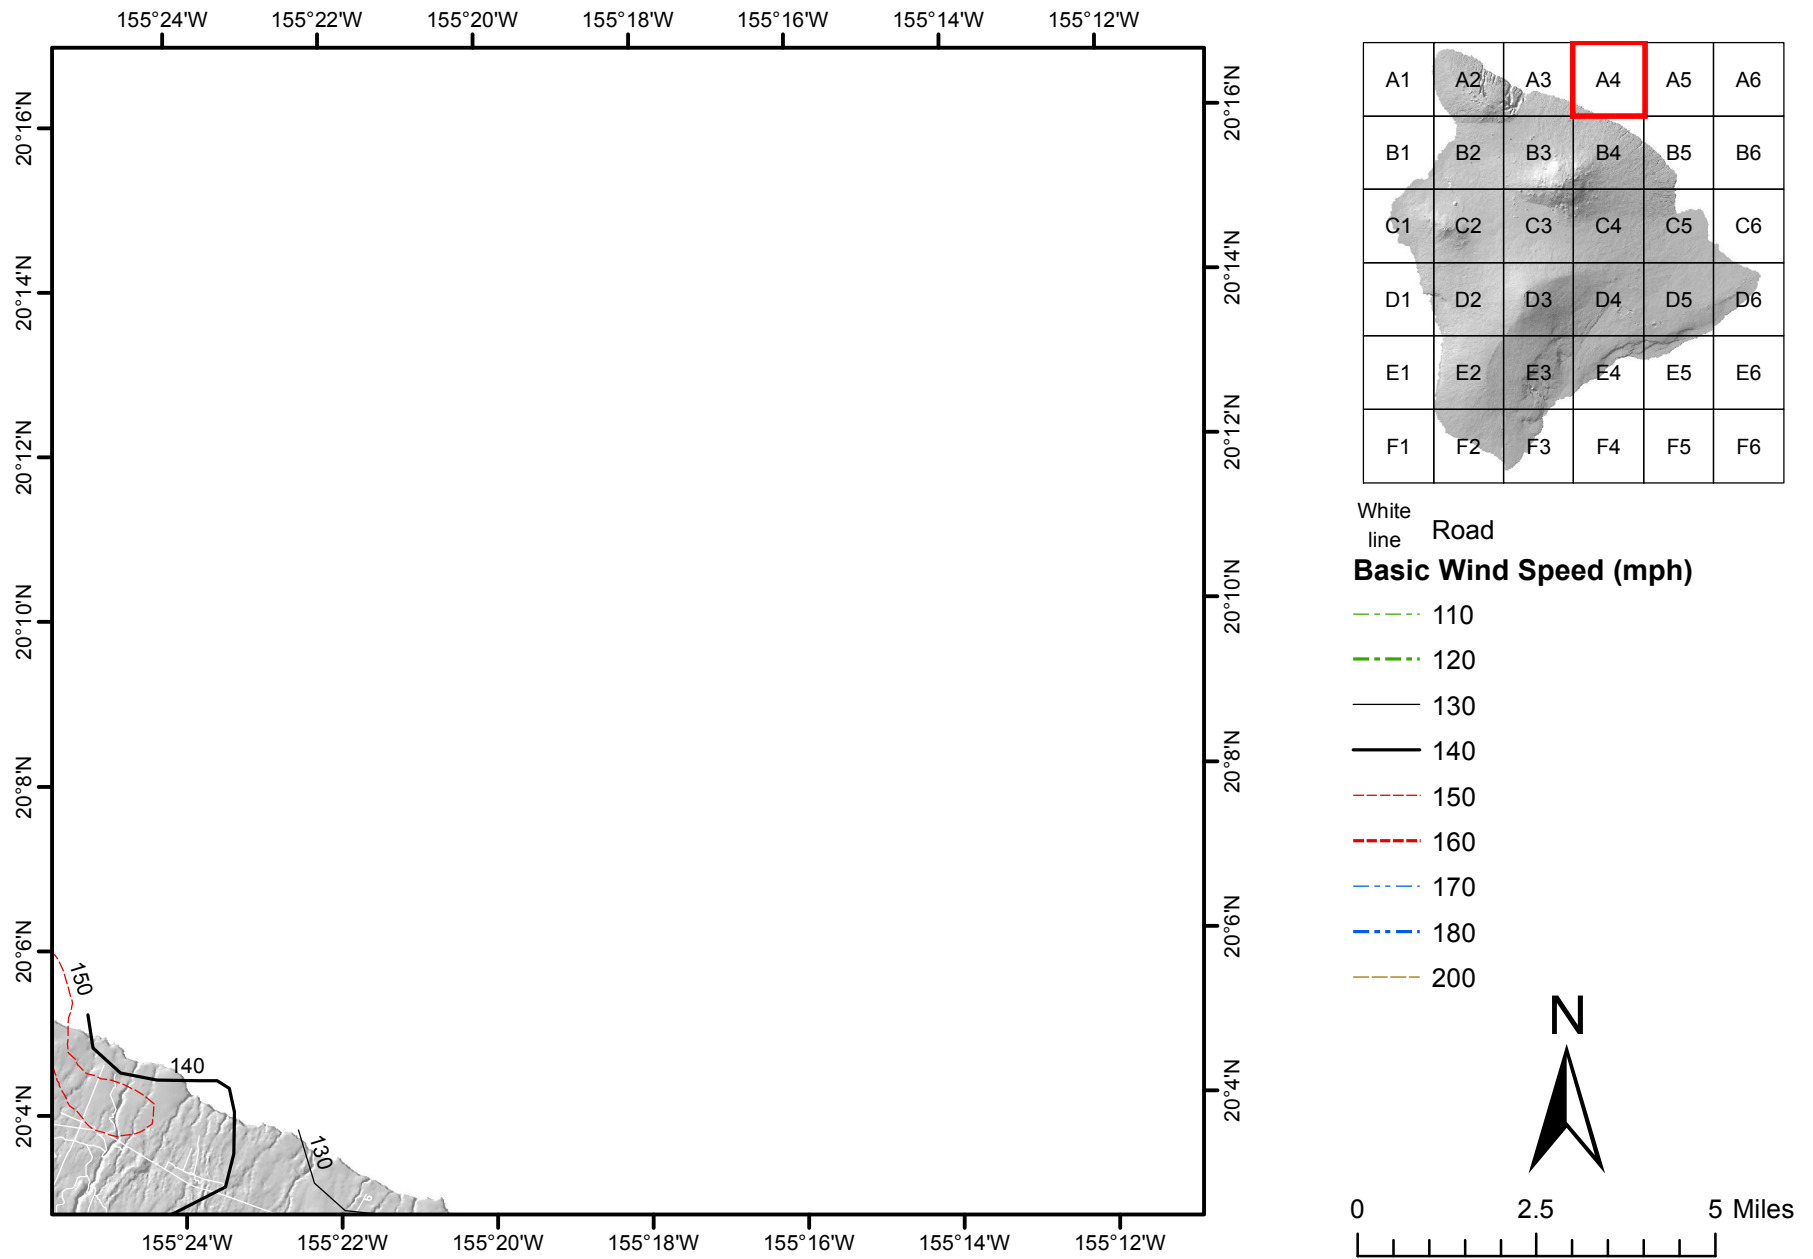 155°24'W 155°22'W 155°20'W 155°18'W 155°16'W 155°14'W 155°12'W
20°16'N
20°14'N
20°12'N
20°10'N
20°8'N
20°6'N
20°4'N
20°16'N
20°14'N
20°12'N
20°10'N
20°8'N
20°6'N
20°4'N
150
140
130
155°24'W 155°22'W 155°20'W 155°18'W 155°16'W 155°14'W 155°12'W
A1 A2 A3 A4 A5 A6
B1 B2 B3 B4 B5 B6
C1 C2 C3 C4 C5 C6
D1 D2 D3 D4 D5 D6
E1 E2 E3 E4 E5 E6
F1 F2 F3 F4 F5 F6
White
line Road
Basic Wind Speed (mph)
110
120
130
140
150
160
170
180
200
N
0 2.5 5 Miles